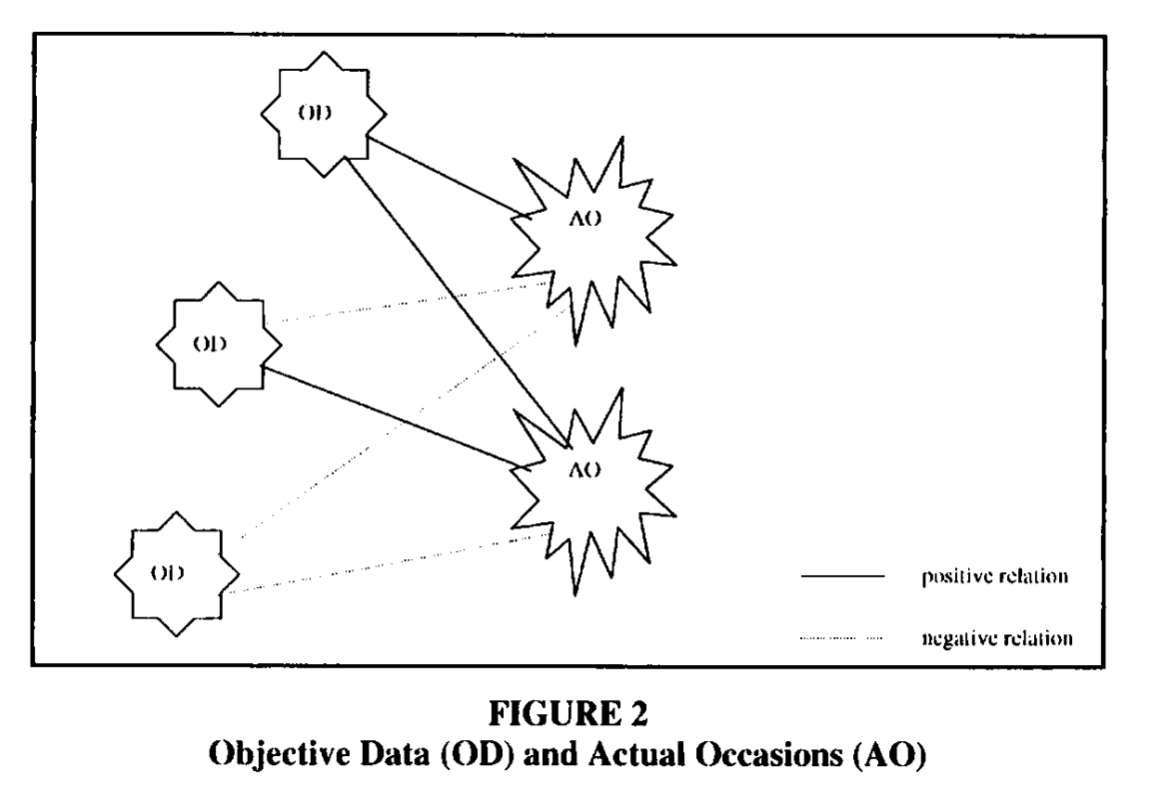 OD
AO
OD
AO
OD
positive relation
negative relation
FIGURE 2
Objective Data (OD) and Actual Occasions (AO)